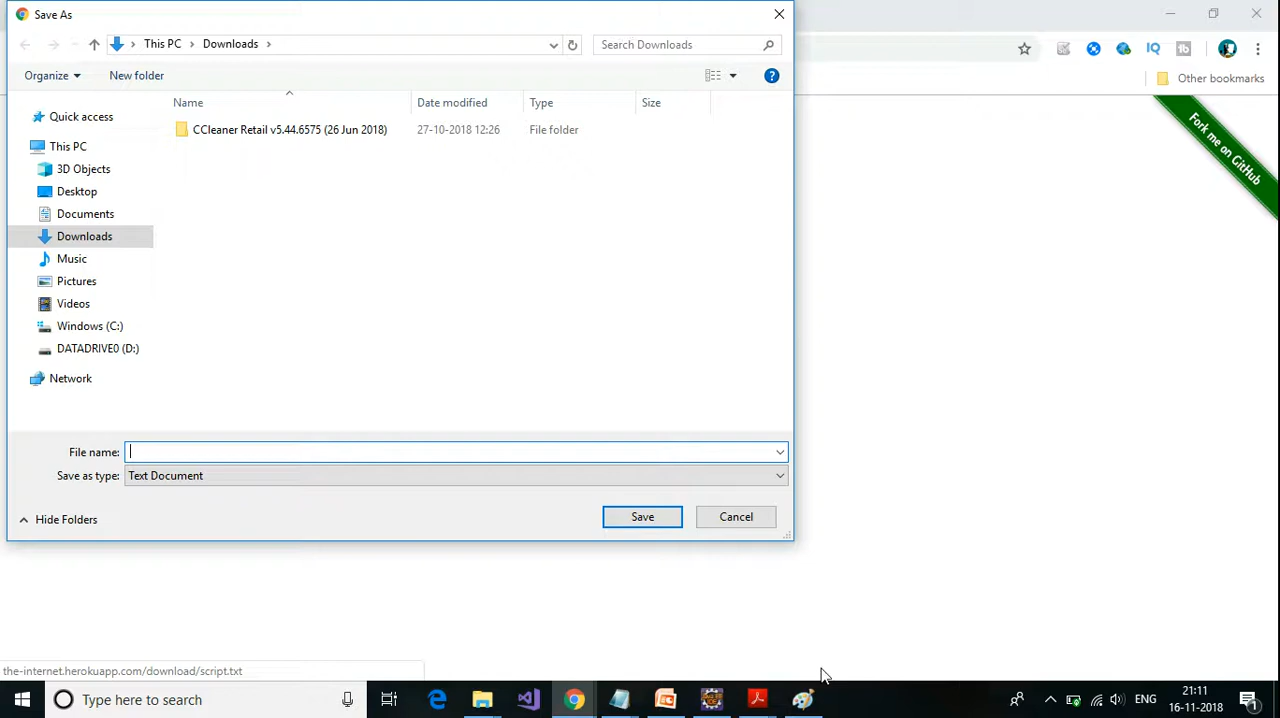 Save As
This PC > Downloads >
Search Downloads
Organize
New folder
Other bookmarks
Name
Date modified
Type
Size
Quick access
CCleaner Retail v5.44.6575 (26 Jun 2018)
27-10-2018 12:26
File folder
Fork me on GitHub
This PC
3D Objects
Desktop
Documents
Downloads
Music
Pictures
Videos
Windows (C:)
DATADRIVE0 (D:)
Network
File name:
Save as type:
Text Document
Hide Folders
Save
Cancel
the-internet.herokuapp.com/download/script.txt
Type here to search
ENG
21:11
16-11-2018
1